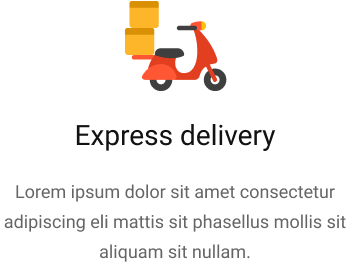 Express delivery
Lorem ipsum dolor sit amet consectetur
adipiscing eli mattis sit phasellus mollis sit
aliquam sit nullam.